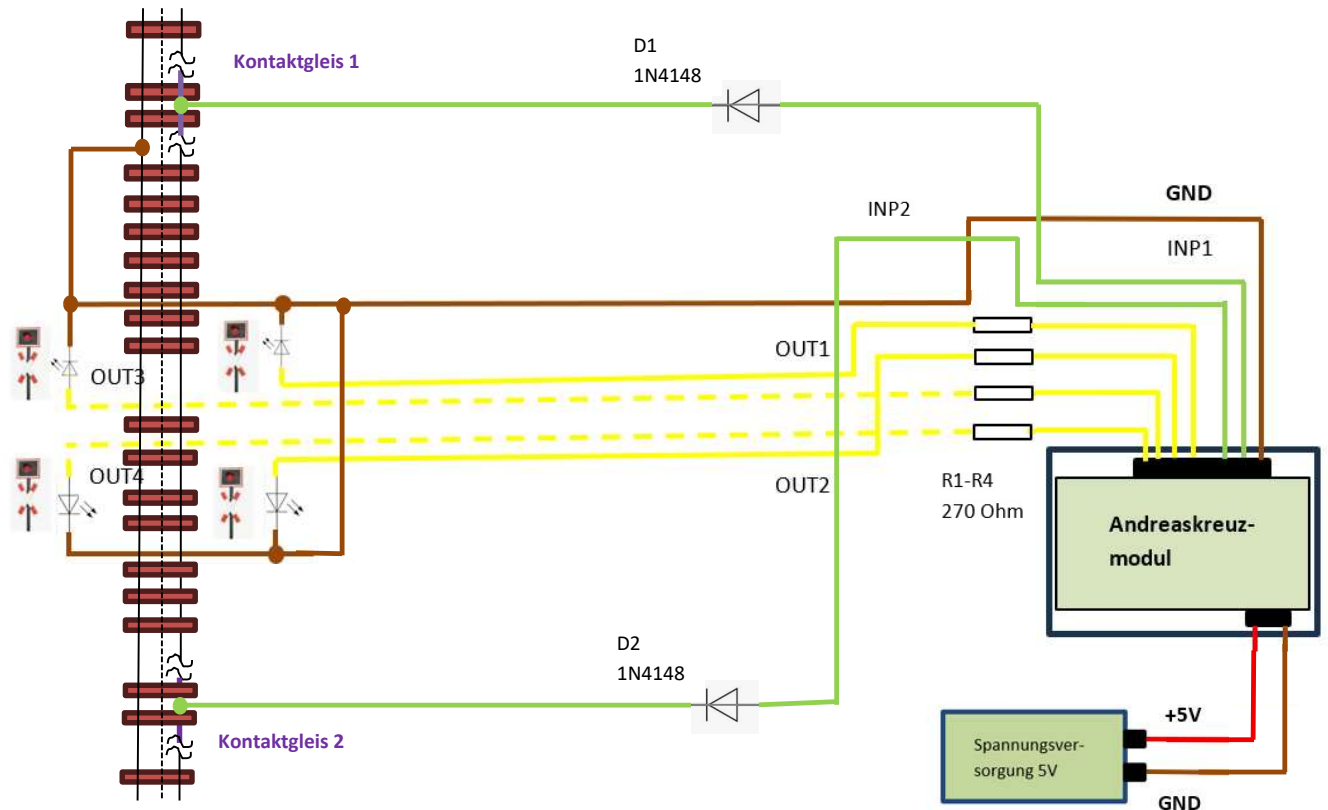 D1
1N4148
Kontaktgleis 1
GND
INP2
INP1
OUT1
OUT3
OUT4
OUT2
R1-R4
270 Ohm
Andreaskreuz-
modul
D2
1N4148
Kontaktgleis 2
+5V
Spannungsver-
sorgung 5V
GND